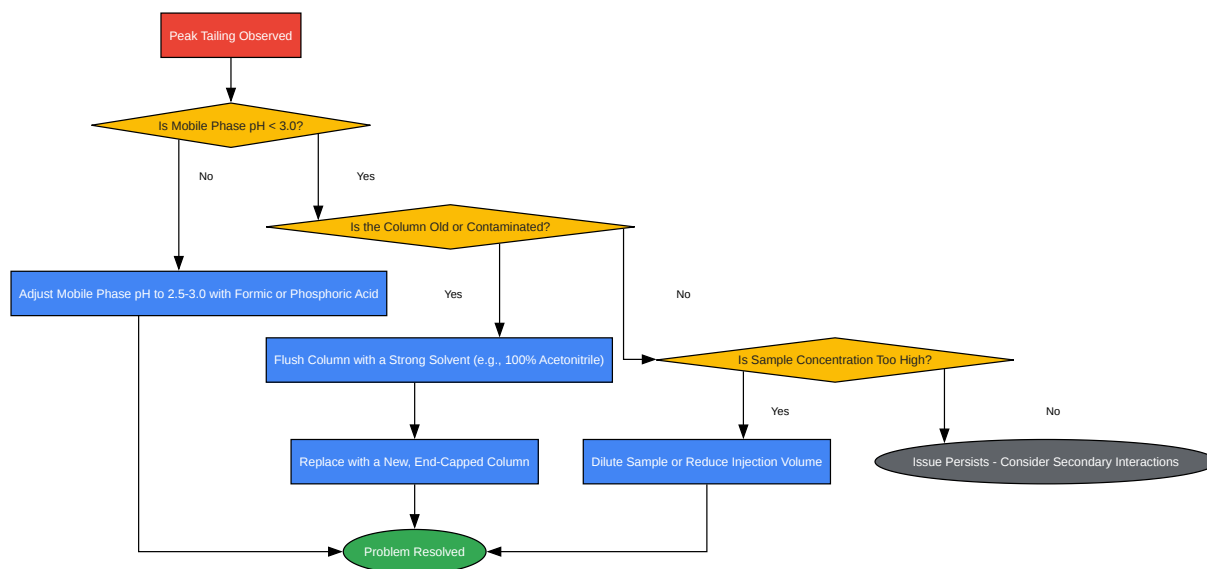 Peak Tailing Observed
Is Mobile Phase pH < 3.0?
No
Yes
Is the Column Old or Contaminated?
Adjust Mobile Phase pH to 2.5-3.0 with Formic or Phosphoric Acid
Yes
No
Flush Column with a Strong Solvent (e.g., 100% Acetonitrile)
Is Sample Concentration Too High?
Yes
No
Replace with a New, End-Capped Column
Dilute Sample or Reduce Injection Volume
Issue Persists - Consider Secondary Interactions
Problem Resolved